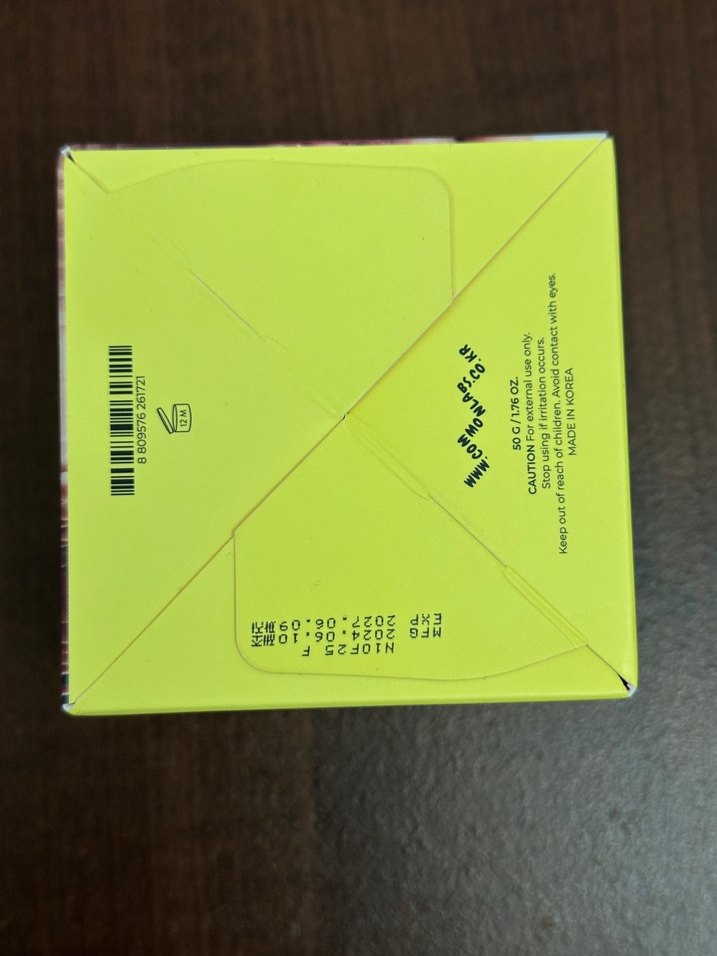 8 809576 261721
12 M
WWW.COMMONLABS.CO.KR
50 G / 1.76 OZ.
CAUTION For external use only.
Stop using if irritation occurs.
Keep out of reach of children. Avoid contact with eyes.
MADE IN KOREA
MFG 2024.06.10
EXP 2027.06.09